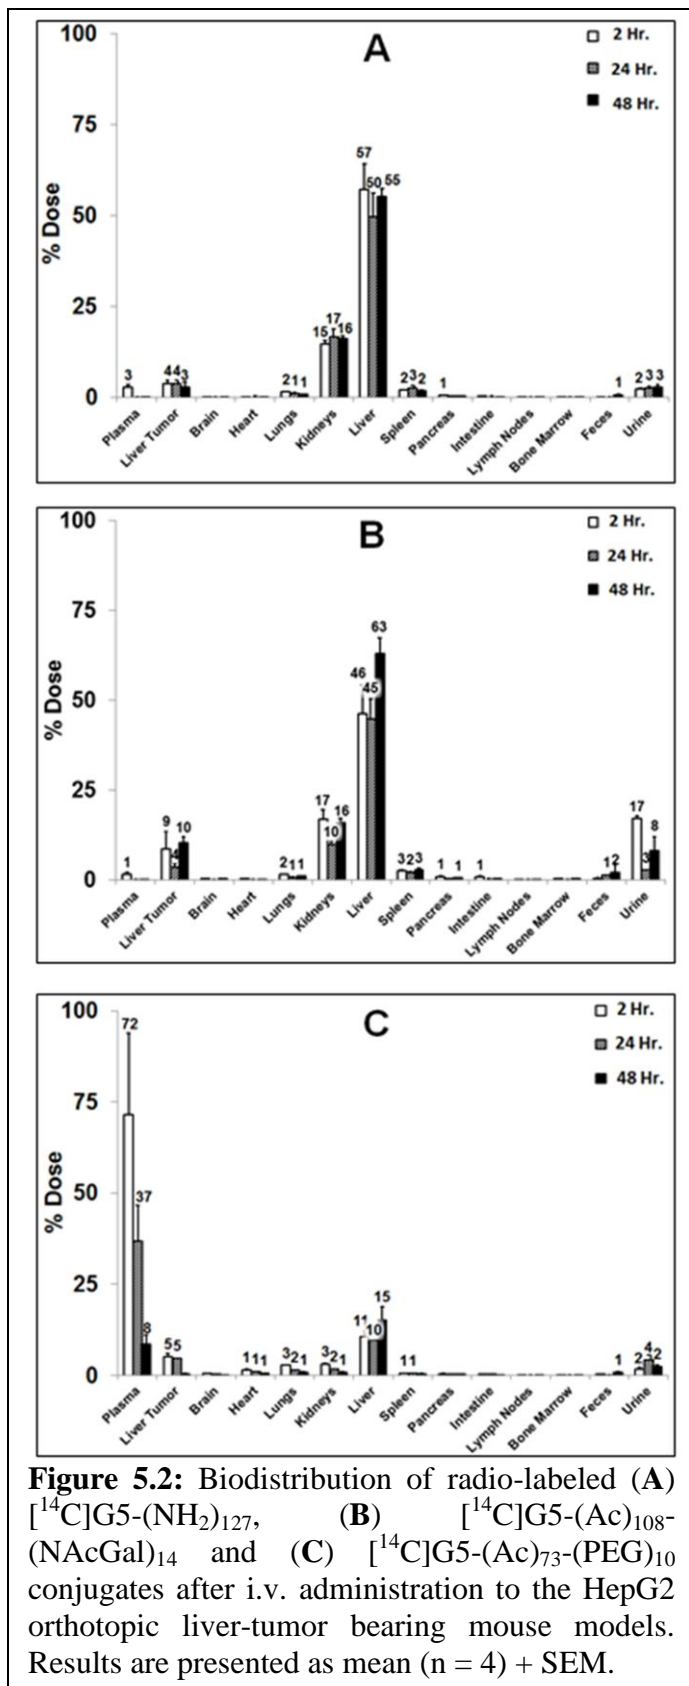 A
2 Hr.
24 Hr.
48 Hr.
% Dose
100
75
50
25
0
3
4 4 3
2 1 1
15 17 16
57 50 55
2 3 2
1
1
2 3 3
Plasma
Liver Tumor
Brain
Heart
Lungs
Kidneys
Liver
Spleen
Pancreas
Intestine
Lymph Nodes
Bone Marrow
Feces
Urine
B
2 Hr.
24 Hr.
48 Hr.
% Dose
100
75
50
25
0
1
9 4 10
2 1 1
17 10 16
46 45 63
3 2 3
1 1
1
1 2
17 3 8
Plasma
Liver Tumor
Brain
Heart
Lungs
Kidneys
Liver
Spleen
Pancreas
Intestine
Lymph Nodes
Bone Marrow
Feces
Urine
C
2 Hr.
24 Hr.
48 Hr.
% Dose
100
75
50
25
0
72 37 8
5 5
1 1 1
3 2 1
3 2 1
11 10 15
1 1
1
2 4 2
Plasma
Liver Tumor
Brain
Heart
Lungs
Kidneys
Liver
Spleen
Pancreas
Intestine
Lymph Nodes
Bone Marrow
Feces
Urine
Figure 5.2: Biodistribution of radio-labeled (A)
[¹⁴C]G5-(NH₂)₁₂₇, (B) [¹⁴C]G5-(Ac)₁₀₈-
(NAcGal)₁₄ and (C) [¹⁴C]G5-(Ac)₇₃-(PEG)₁₀
conjugates after i.v. administration to the HepG2
orthotopic liver-tumor bearing mouse models.
Results are presented as mean (n = 4) + SEM.